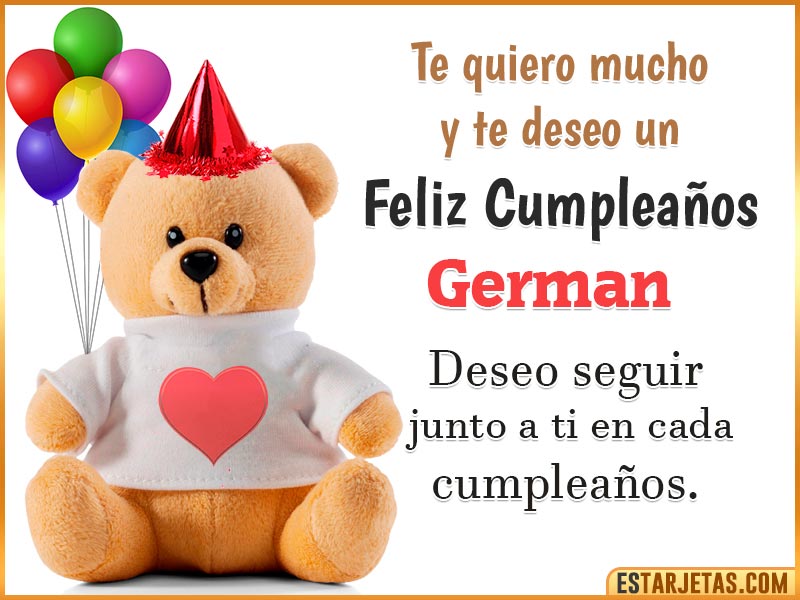 Te quiero mucho
y te deseo un
Feliz Cumpleaños
German
Deseo seguir
junto a ti en cada
cumpleaños.
ESTARJETAS.COM